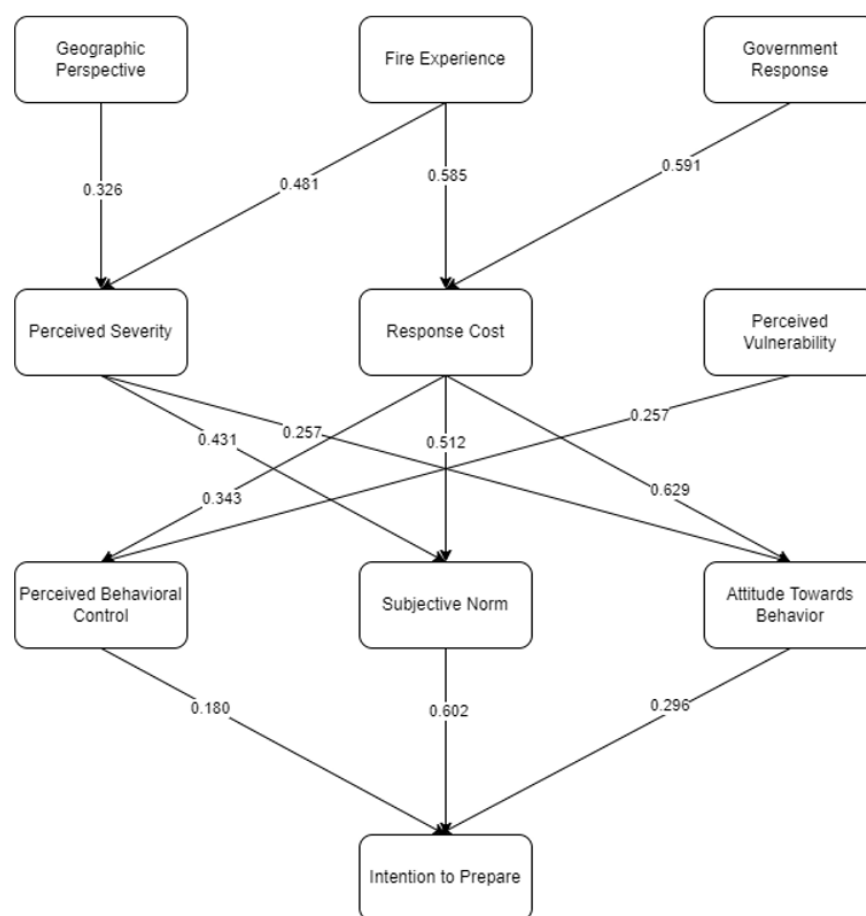 Geographic
Perspective
Fire Experience
Government
Response
0.326
0.481
0.585
0.591
Perceived Severity
Response Cost
Perceived
Vulnerability
0.431
0.257
0.512
0.257
0.343
0.629
Perceived Behavioral
Control
Subjective Norm
Attitude Towards
Behavior
0.180
0.602
0.296
Intention to Prepare